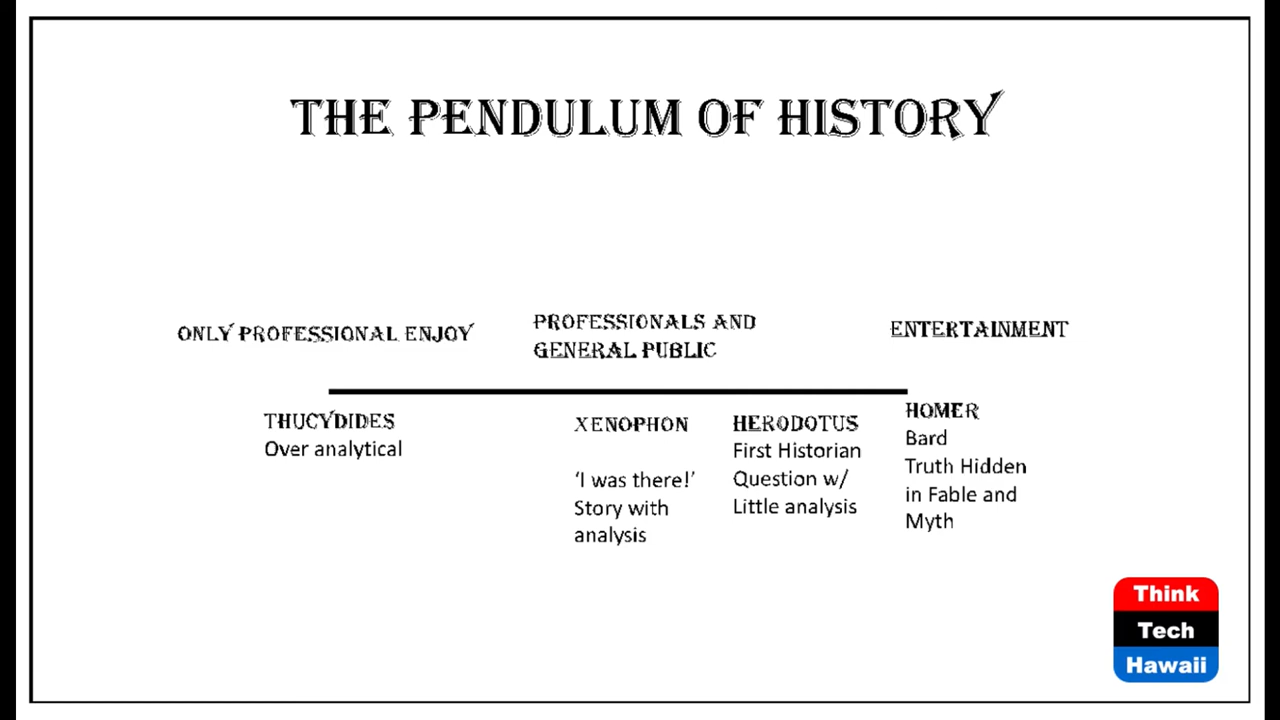 THE PENDULUM OF HISTORY
ONLY PROFESSIONAL ENJOY
PROFESSIONALS AND
GENERAL PUBLIC
ENTERTAINMENT
THUCYDIDES
Over analytical
XENOPHON
'I was there!'
Story with
analysis
HERODOTUS
First Historian
Question w/
Little analysis
HOMER
Bard
Truth Hidden
in Fable and
Myth
Think
Tech
Hawaii